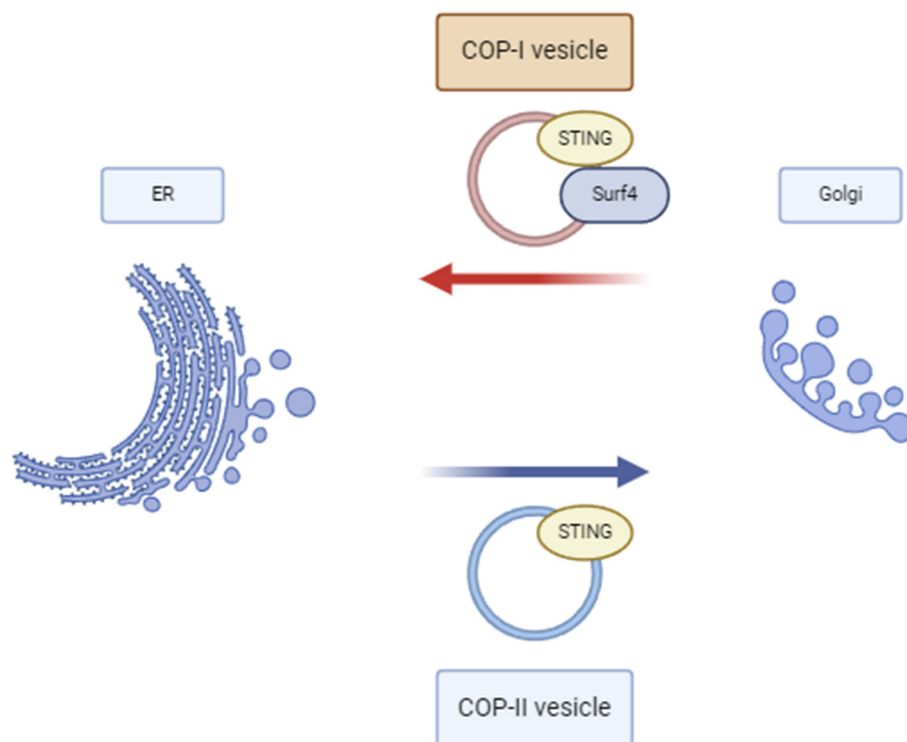 COP-I vesicle
STING
Surf4
ER
Golgi
STING
COP-II vesicle